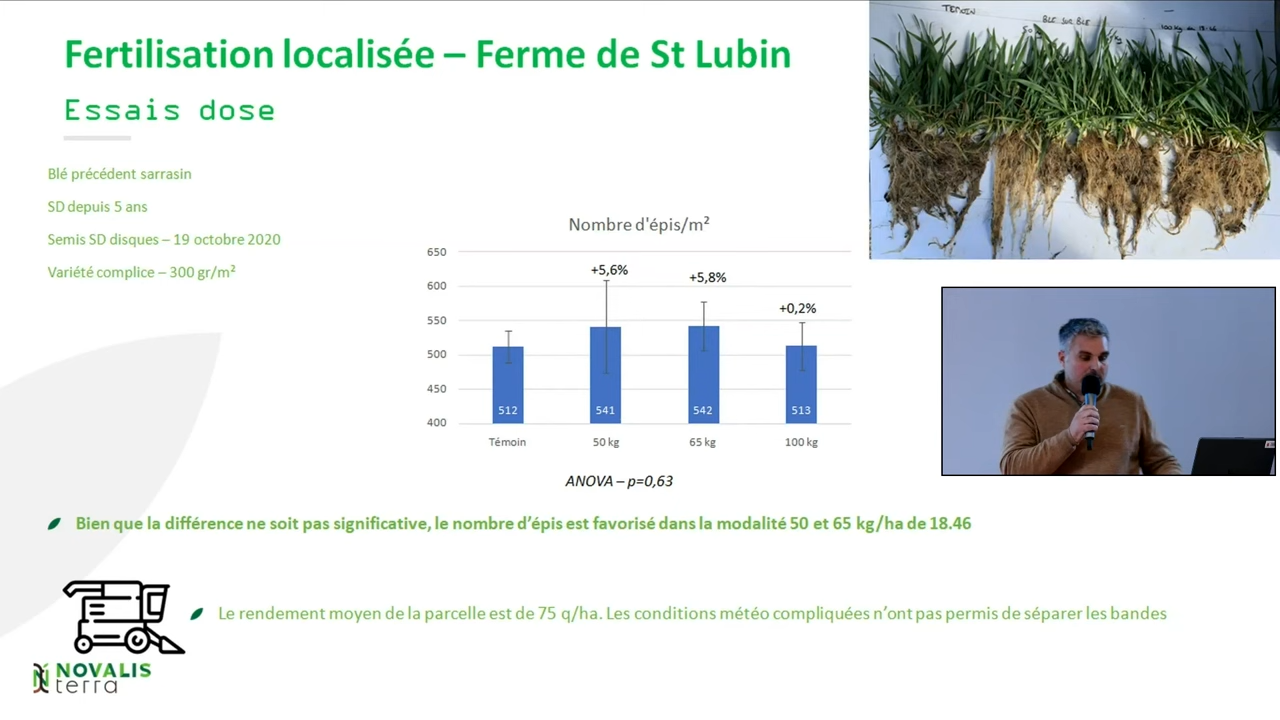 Fertilisation localisée – Ferme de St Lubin
Essais dose
TEMOIN
BLE SUR BLE
Blé précédent sarrasin
SD depuis 5 ans
Semis SD disques – 19 octobre 2020
Variété complice – 300 gr/m²
Nombre d'épis/m²
650
600
550
500
450
400
+5,6%
+5,8%
+0,2%
512
541
542
513
Témoin
50 kg
65 kg
100 kg
ANOVA – p=0,63
Bien que la différence ne soit pas significative, le nombre d'épis est favorisé dans la modalité 50 et 65 kg/ha de 18.46
Le rendement moyen de la parcelle est de 75 q/ha. Les conditions météo compliquées n'ont pas permis de séparer les bandes
NOVALIS
terra